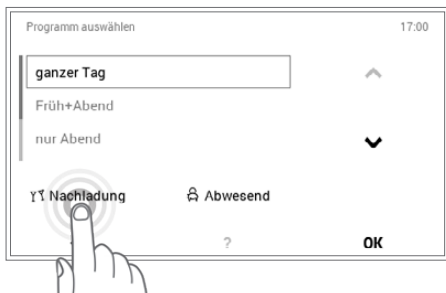 Programm auswählen 17:00
ganzer Tag
Früh+Abend
nur Abend
Nachladung Abwesend
? OK